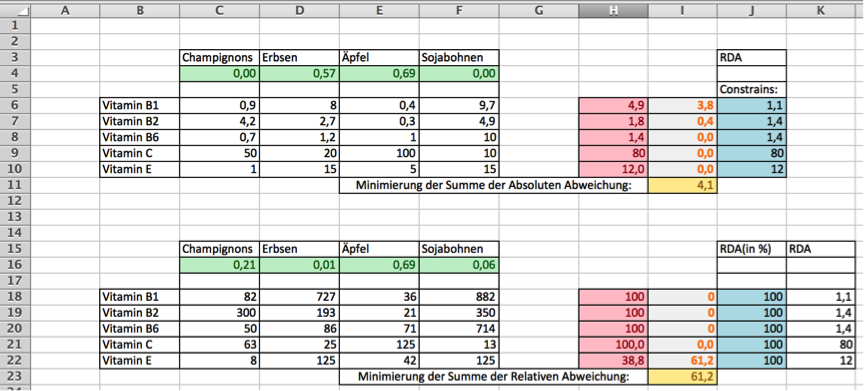 A B C D E F G H I J K
1
2
3 Champignons Erbsen Äpfel Sojabohnen RDA
4 0,00 0,57 0,69 0,00
5 Constrains:
6 Vitamin B1 0,9 8 0,4 9,7 4,9 3,8 1,1
7 Vitamin B2 4,2 2,7 0,3 4,9 1,8 0,4 1,4
8 Vitamin B6 0,7 1,2 1 10 1,4 0,0 1,4
9 Vitamin C 50 20 100 10 80 0,0 80
10 Vitamin E 1 15 5 15 12,0 0,0 12
11 Minimierung der Summe der Absoluten Abweichung: 4,1
12
13
14
15 Champignons Erbsen Äpfel Sojabohnen RDA(in %) RDA
16 0,21 0,01 0,69 0,06
17
18 Vitamin B1 82 727 36 882 100 0 100 1,1
19 Vitamin B2 300 193 21 350 100 0 100 1,4
20 Vitamin B6 50 86 71 714 100 0 100 1,4
21 Vitamin C 63 25 125 13 100,0 0,0 100 80
22 Vitamin E 8 125 42 125 38,8 61,2 100 12
23 Minimierung der Summe der Relativen Abweichung: 61,2